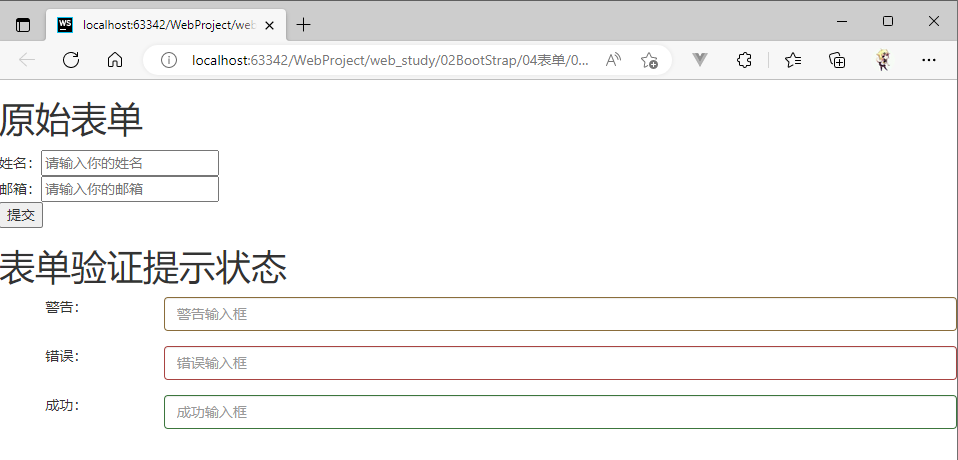 WS localhost:63342/WebProject/web
localhost:63342/WebProject/web_study/02BootStrap/04表单/0...
原始表单
姓名： 请输入你的姓名
邮箱： 请输入你的邮箱
提交
表单验证提示状态
警告： 警告输入框
错误： 错误输入框
成功： 成功输入框